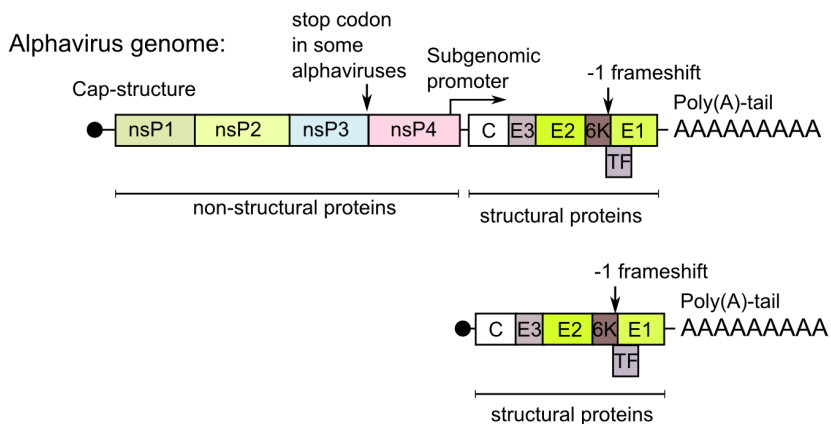 Alphavirus genome:
stop codon
in some
alphaviruses
Subgenomic
promoter
-1 frameshift
Cap-structure
Poly(A)-tail
nsP1 nsP2 nsP3 nsP4 C E3 E2 6K E1 AAAAAAAAA
TF
non-structural proteins
structural proteins
-1 frameshift
Poly(A)-tail
C E3 E2 6K E1 AAAAAAAAA
TF
structural proteins